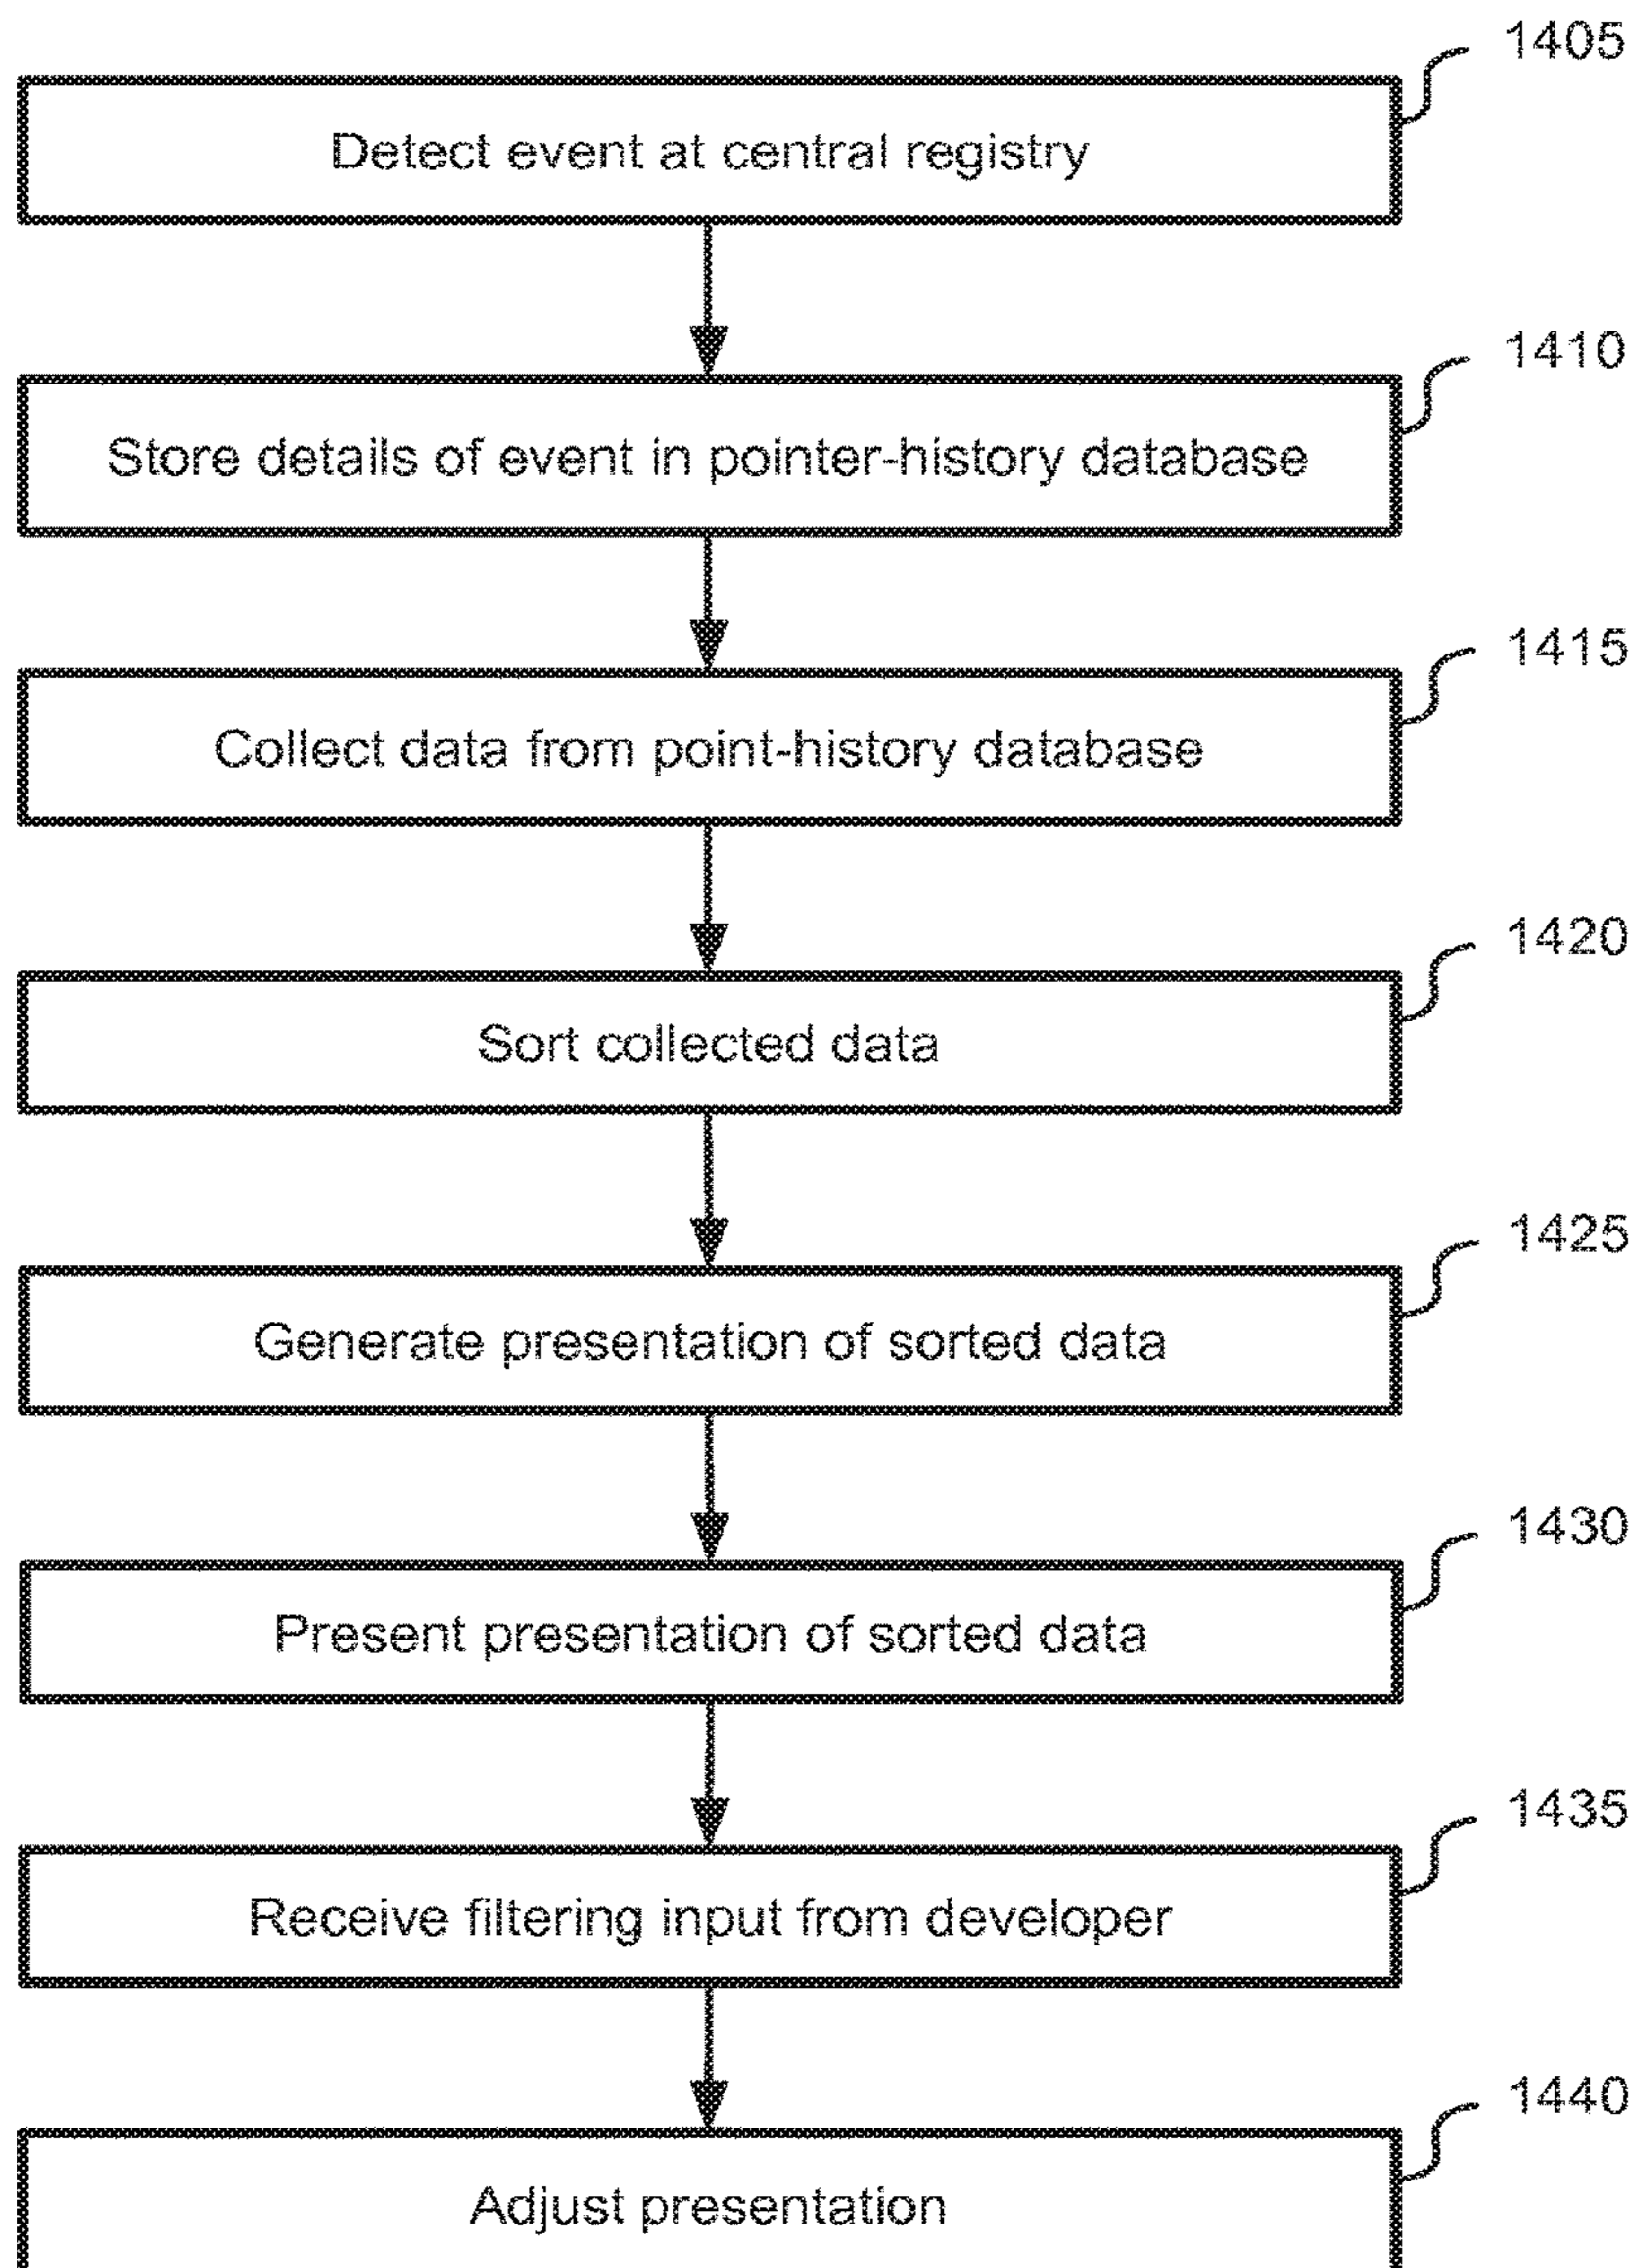 1405
Detect event at central registry
1410
Store details of event in pointer-history database
1415
Collect data from point-history database
1420
Sort collected data
1425
Generate presentation of sorted data
1430
Present presentation of sorted data
1435
Receive filtering input from developer
1440
Adjust presentation